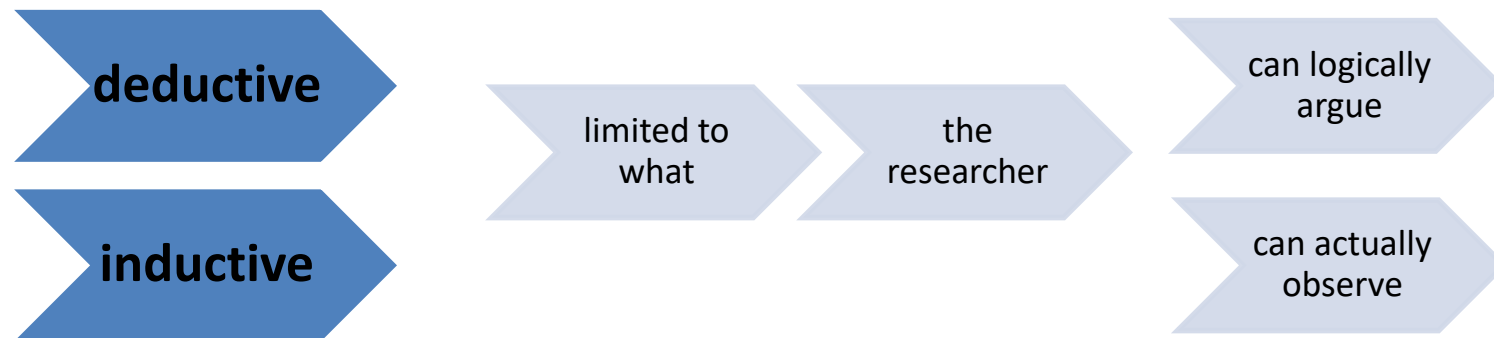 deductive
limited to
what
the
researcher
can logically
argue
inductive
can actually
observe